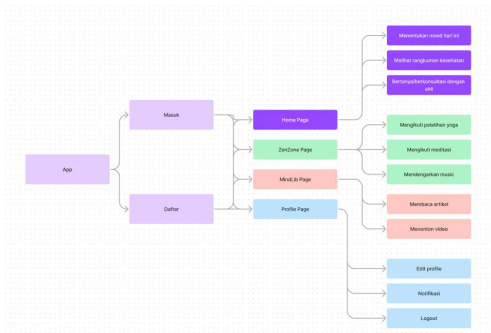 Menentukan mood hari ini
Melihat rangkuman kesehatan
Bertanya/berkonsultasi dengan
ahli
Masuk
Home Page
ZenZone Page
Mengikuti pelatihan yoga
Mengikuti meditasi
App
MindLib Page
Mendengarkan music
Daftar
Profile Page
Membaca artikel
Menonton video
Edit profile
Notifikasi
Logout